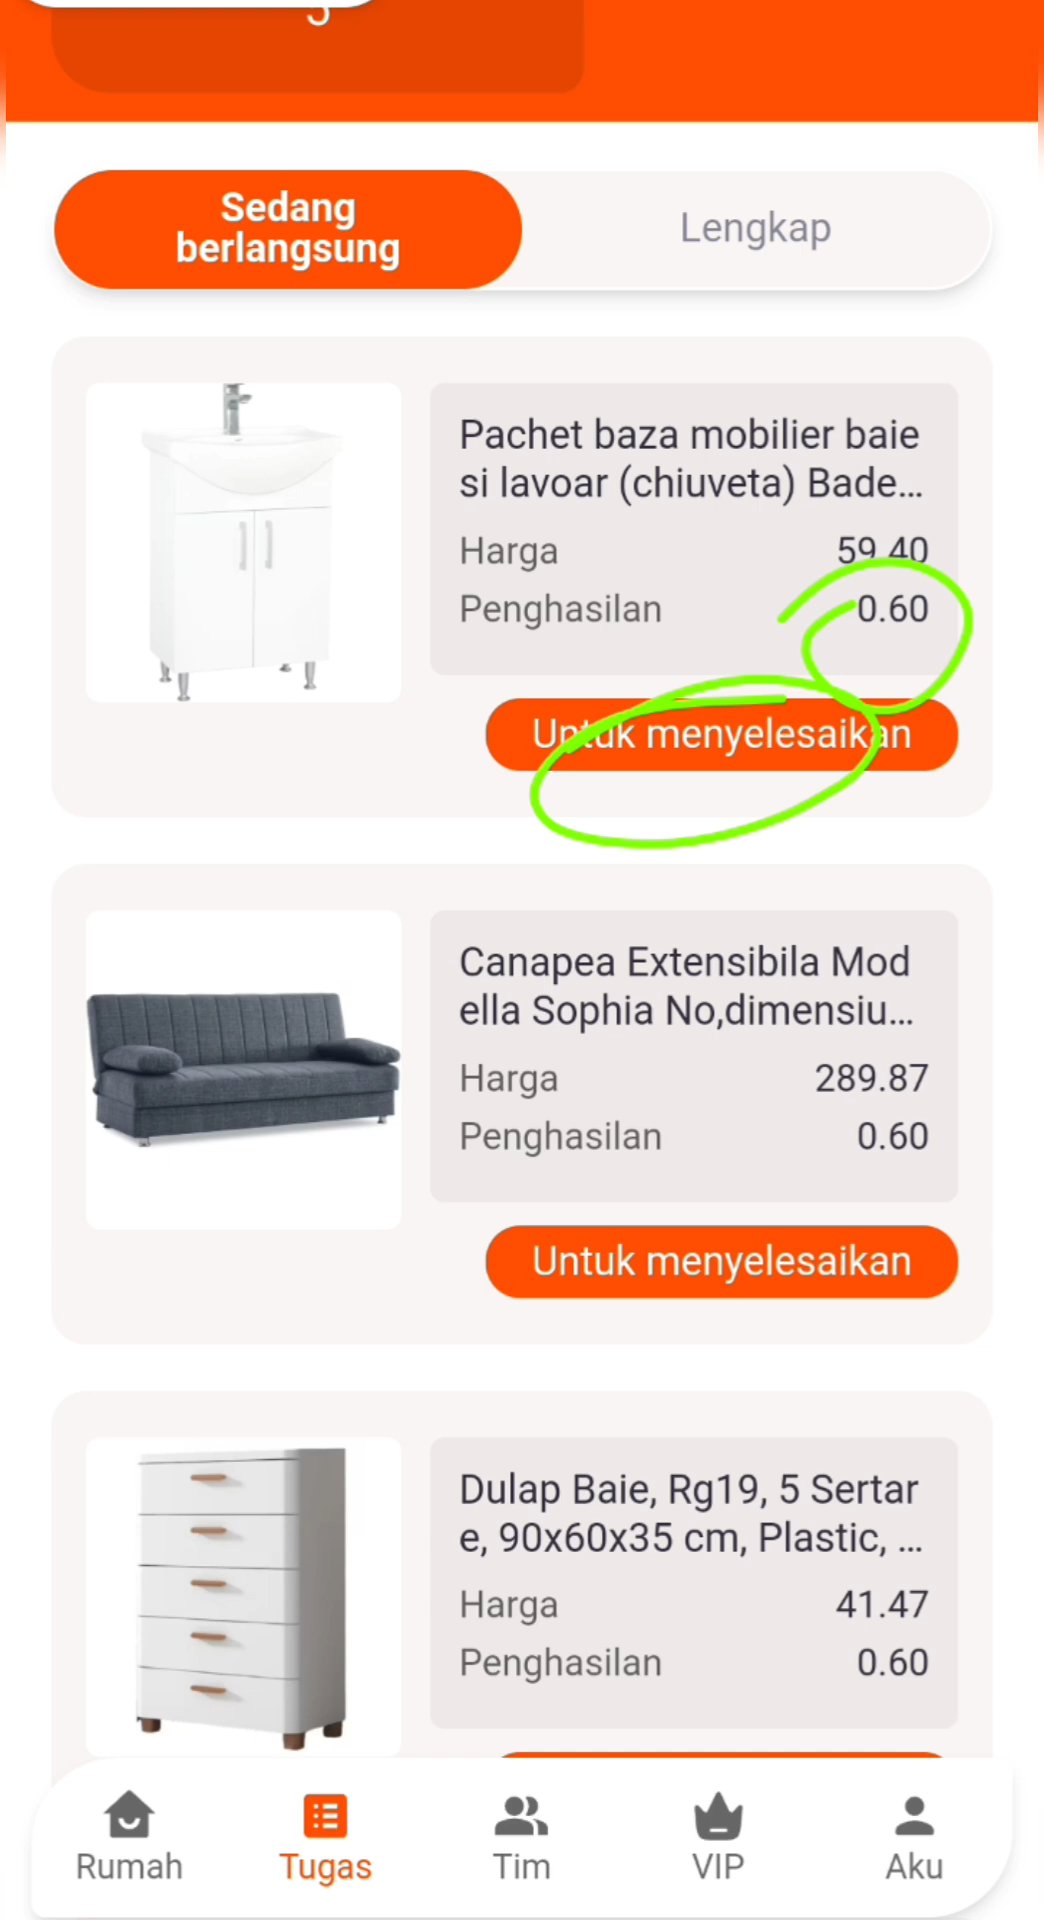 Sedang
berlangsung
Lengkap
Pachet baza mobilier baie
si lavoar (chiuveta) Bade...
Harga 59.40
Penghasilan 0.60
Untuk menyelesaikan
Canapea Extensibila Mod
ella Sophia No,dimensiu...
Harga 289.87
Penghasilan 0.60
Untuk menyelesaikan
Dulap Baie, Rg19, 5 Sertar
e, 90x60x35 cm, Plastic, ...
Harga 41.47
Penghasilan 0.60
Rumah Tugas Tim VIP Aku